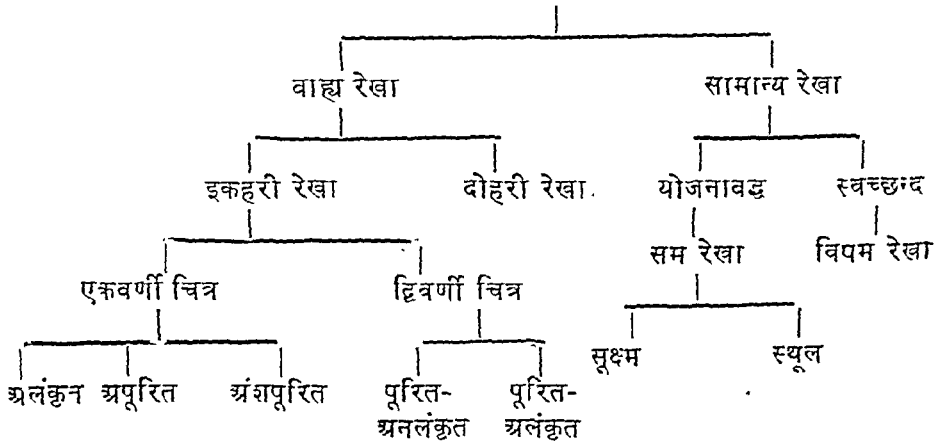 वाह्य रेखा सामान्य रेखा
इकहरी रेखा दोहरी रेखा. योजनावद्ध स्वच्छन्द
सम रेखा विषम रेखा
एकवर्णी चित्र द्विवर्णी चित्र
सूक्ष्म स्थूल
अलंकृत अपूरित अंशपूरित पूरित- पूरित-
अनलंकृत अलंकृत